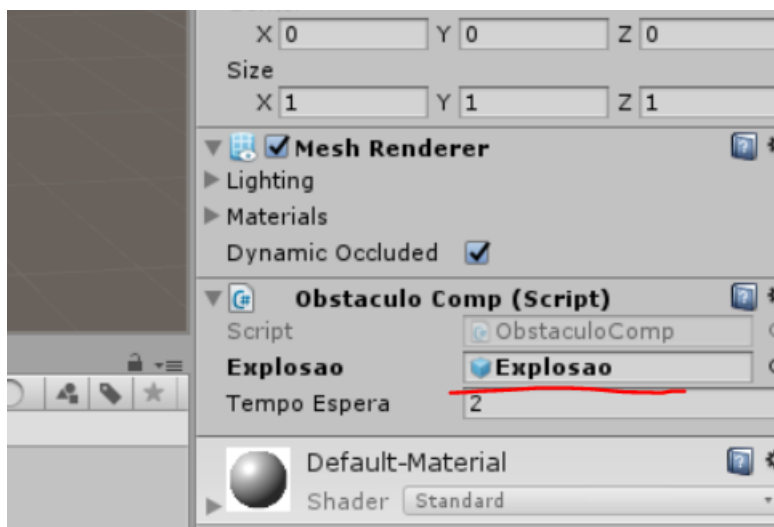 X 0 Y 0 Z 0
Size
X 1 Y 1 Z 1
Mesh Renderer
Lighting
Materials
Dynamic Occluded
Obstaculo Comp (Script)
Script ObstaculoComp
Explosao Explosao
Tempo Espera 2
Default-Material
Shader Standard